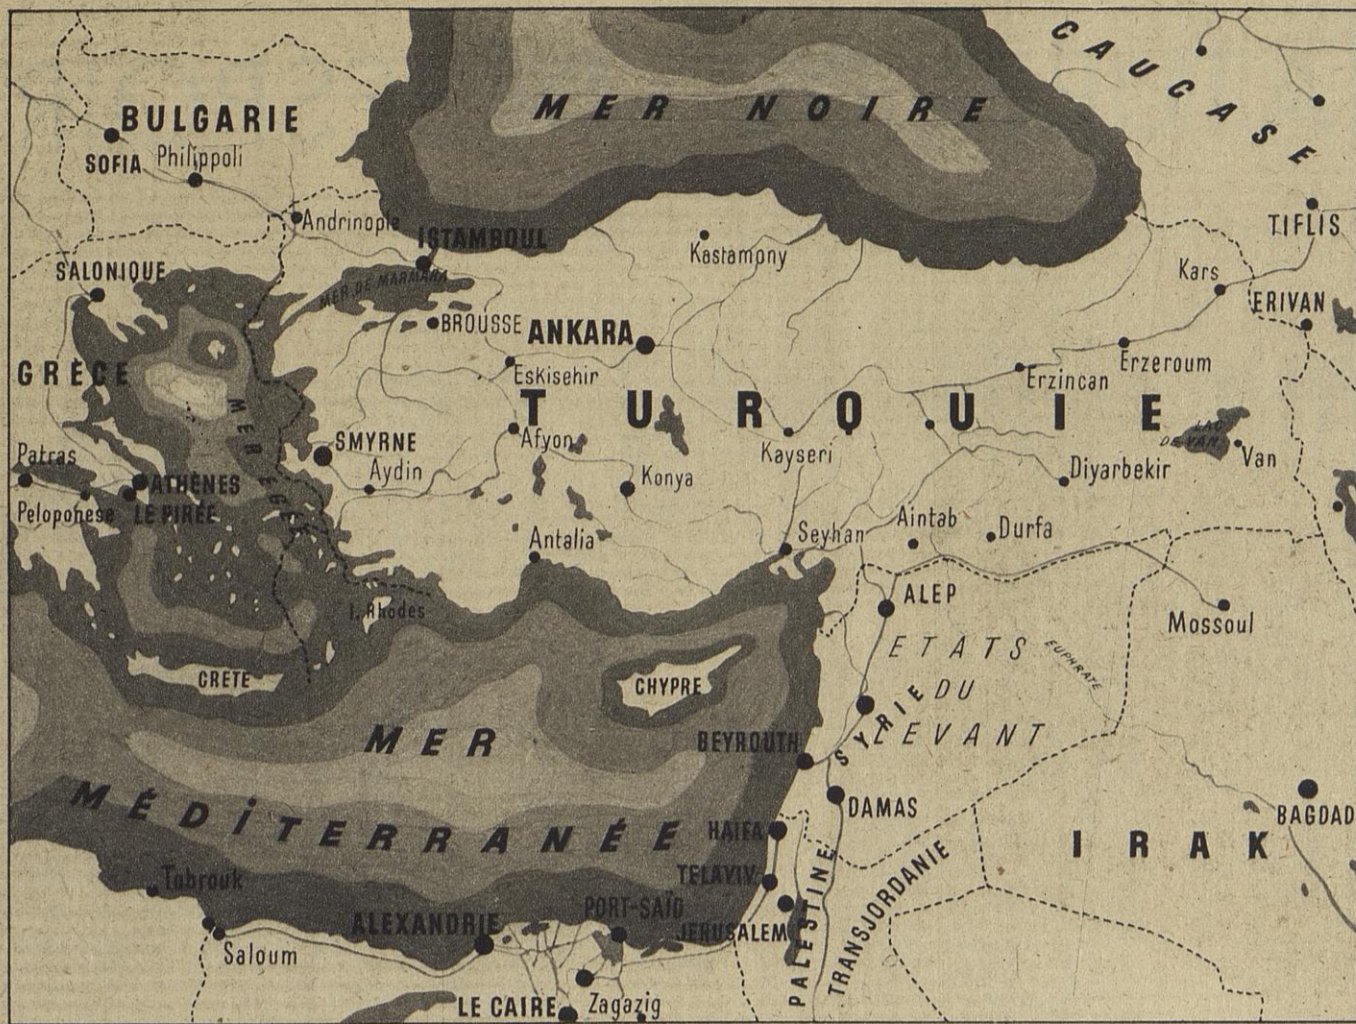 CAUCASE
MER NOIRE
BULGARIE
SOFIA
Philippoli
Andrinople
ISTAMBOUL
Kastamony
TIFLIS
SALONIQUE
MER DE MARMARA
Kars
ERIVAN
BROUSSE
ANKARA
Erzeroum
GRÈCE
Eskisehir
Erzincan
TURQUIE
MER EGÉE
LAC DE VAN
SMYRNE
Afyon
Kayseri
Van
Patras
Aydin
Konya
Diyarbekir
ATHÈNES
Peloponese
LE PIRÉE
Antalia
Seyhan
Aintab
Durfa
I. Rhodes
ALEP
Mossoul
ETATS
DU
LEVANT
EUPHRATE
CRÈTE
CHYPRE
SYRIE
MER
MÉDITERRANÉE
BEYROUTH
DAMAS
BAGDAD
HAIFA
IRAK
TELAVIV
Tubrouk
PORT-SAÏD
PALESTINE
TRANSJORDANIE
ALEXANDRIE
JERUSALEM
Saloum
LE CAIRE
Zagazig